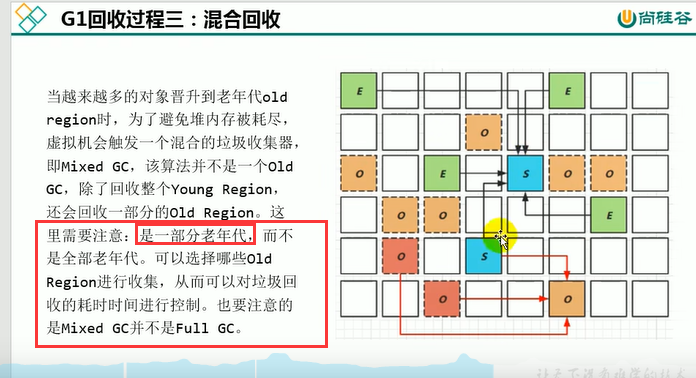 G1回收过程三：混合回收
尚硅谷
当越来越多的对象晋升到老年代old
region时，为了避免堆内存被耗尽，
虚拟机会触发一个混合的垃圾收集器，
即Mixed GC，该算法并不是一个Old
GC，除了回收整个Young Region，
还会回收一部分的Old Region。这
里需要注意：是一部分老年代，而不
是全部老年代。可以选择哪些Old
Region进行收集，从而可以对垃圾回
收的耗时时间进行控制。也要注意的
是Mixed GC并不是Full GC。
E E
O
O E S O O
O O E
O S O
O O